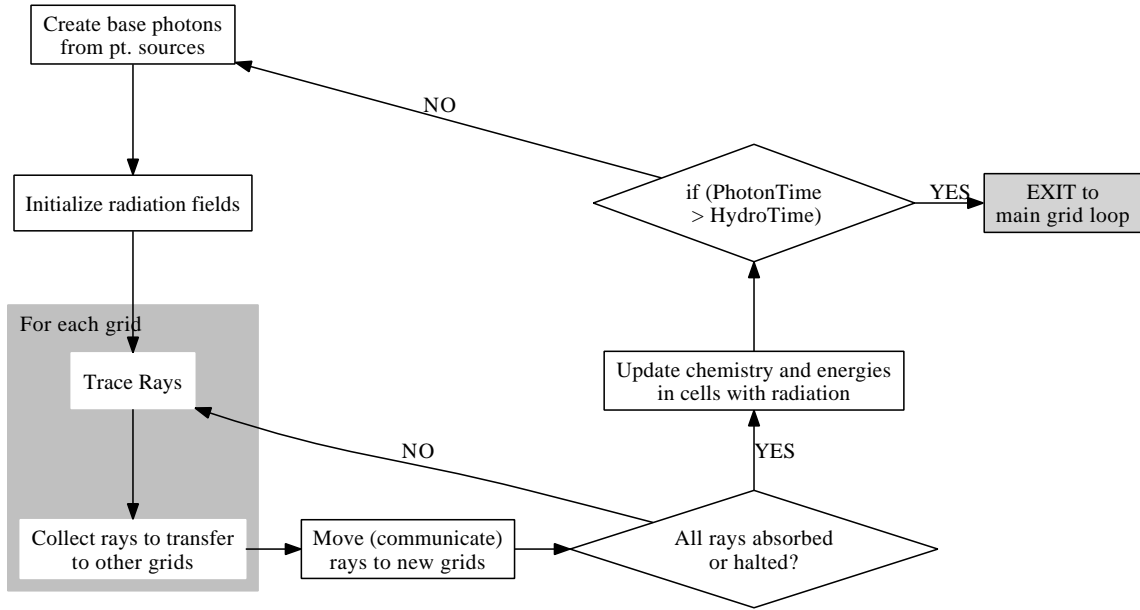 Create base photons
from pt. sources
NO
Initialize radiation fields
if (PhotonTime
> HydroTime)
YES
EXIT to
main grid loop
For each grid
Trace Rays
Update chemistry and energies
in cells with radiation
NO
YES
Collect rays to transfer
to other grids
Move (communicate)
rays to new grids
All rays absorbed
or halted?